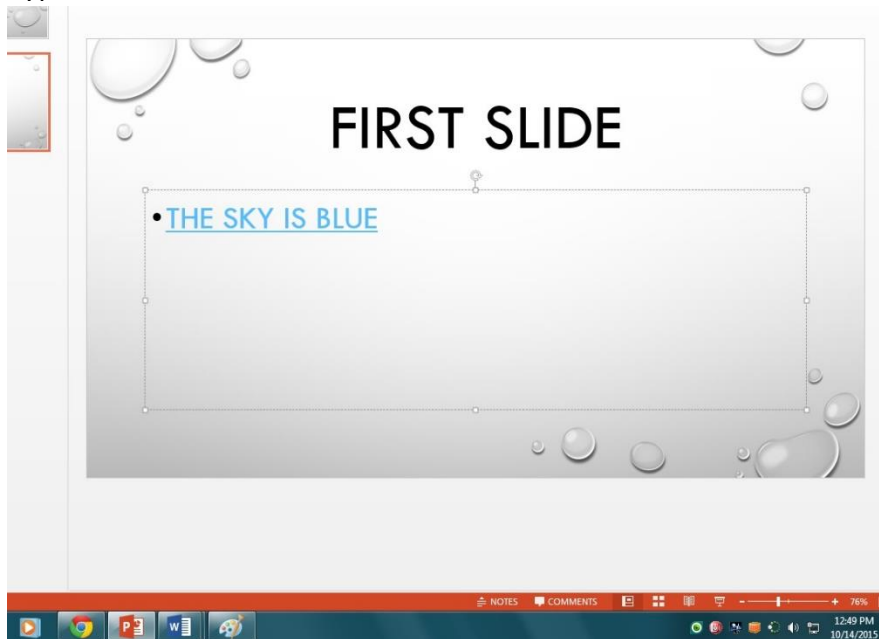 FIRST SLIDE
•THE SKY IS BLUE
NOTES COMMENTS 76%
12:49 PM
10/14/2015